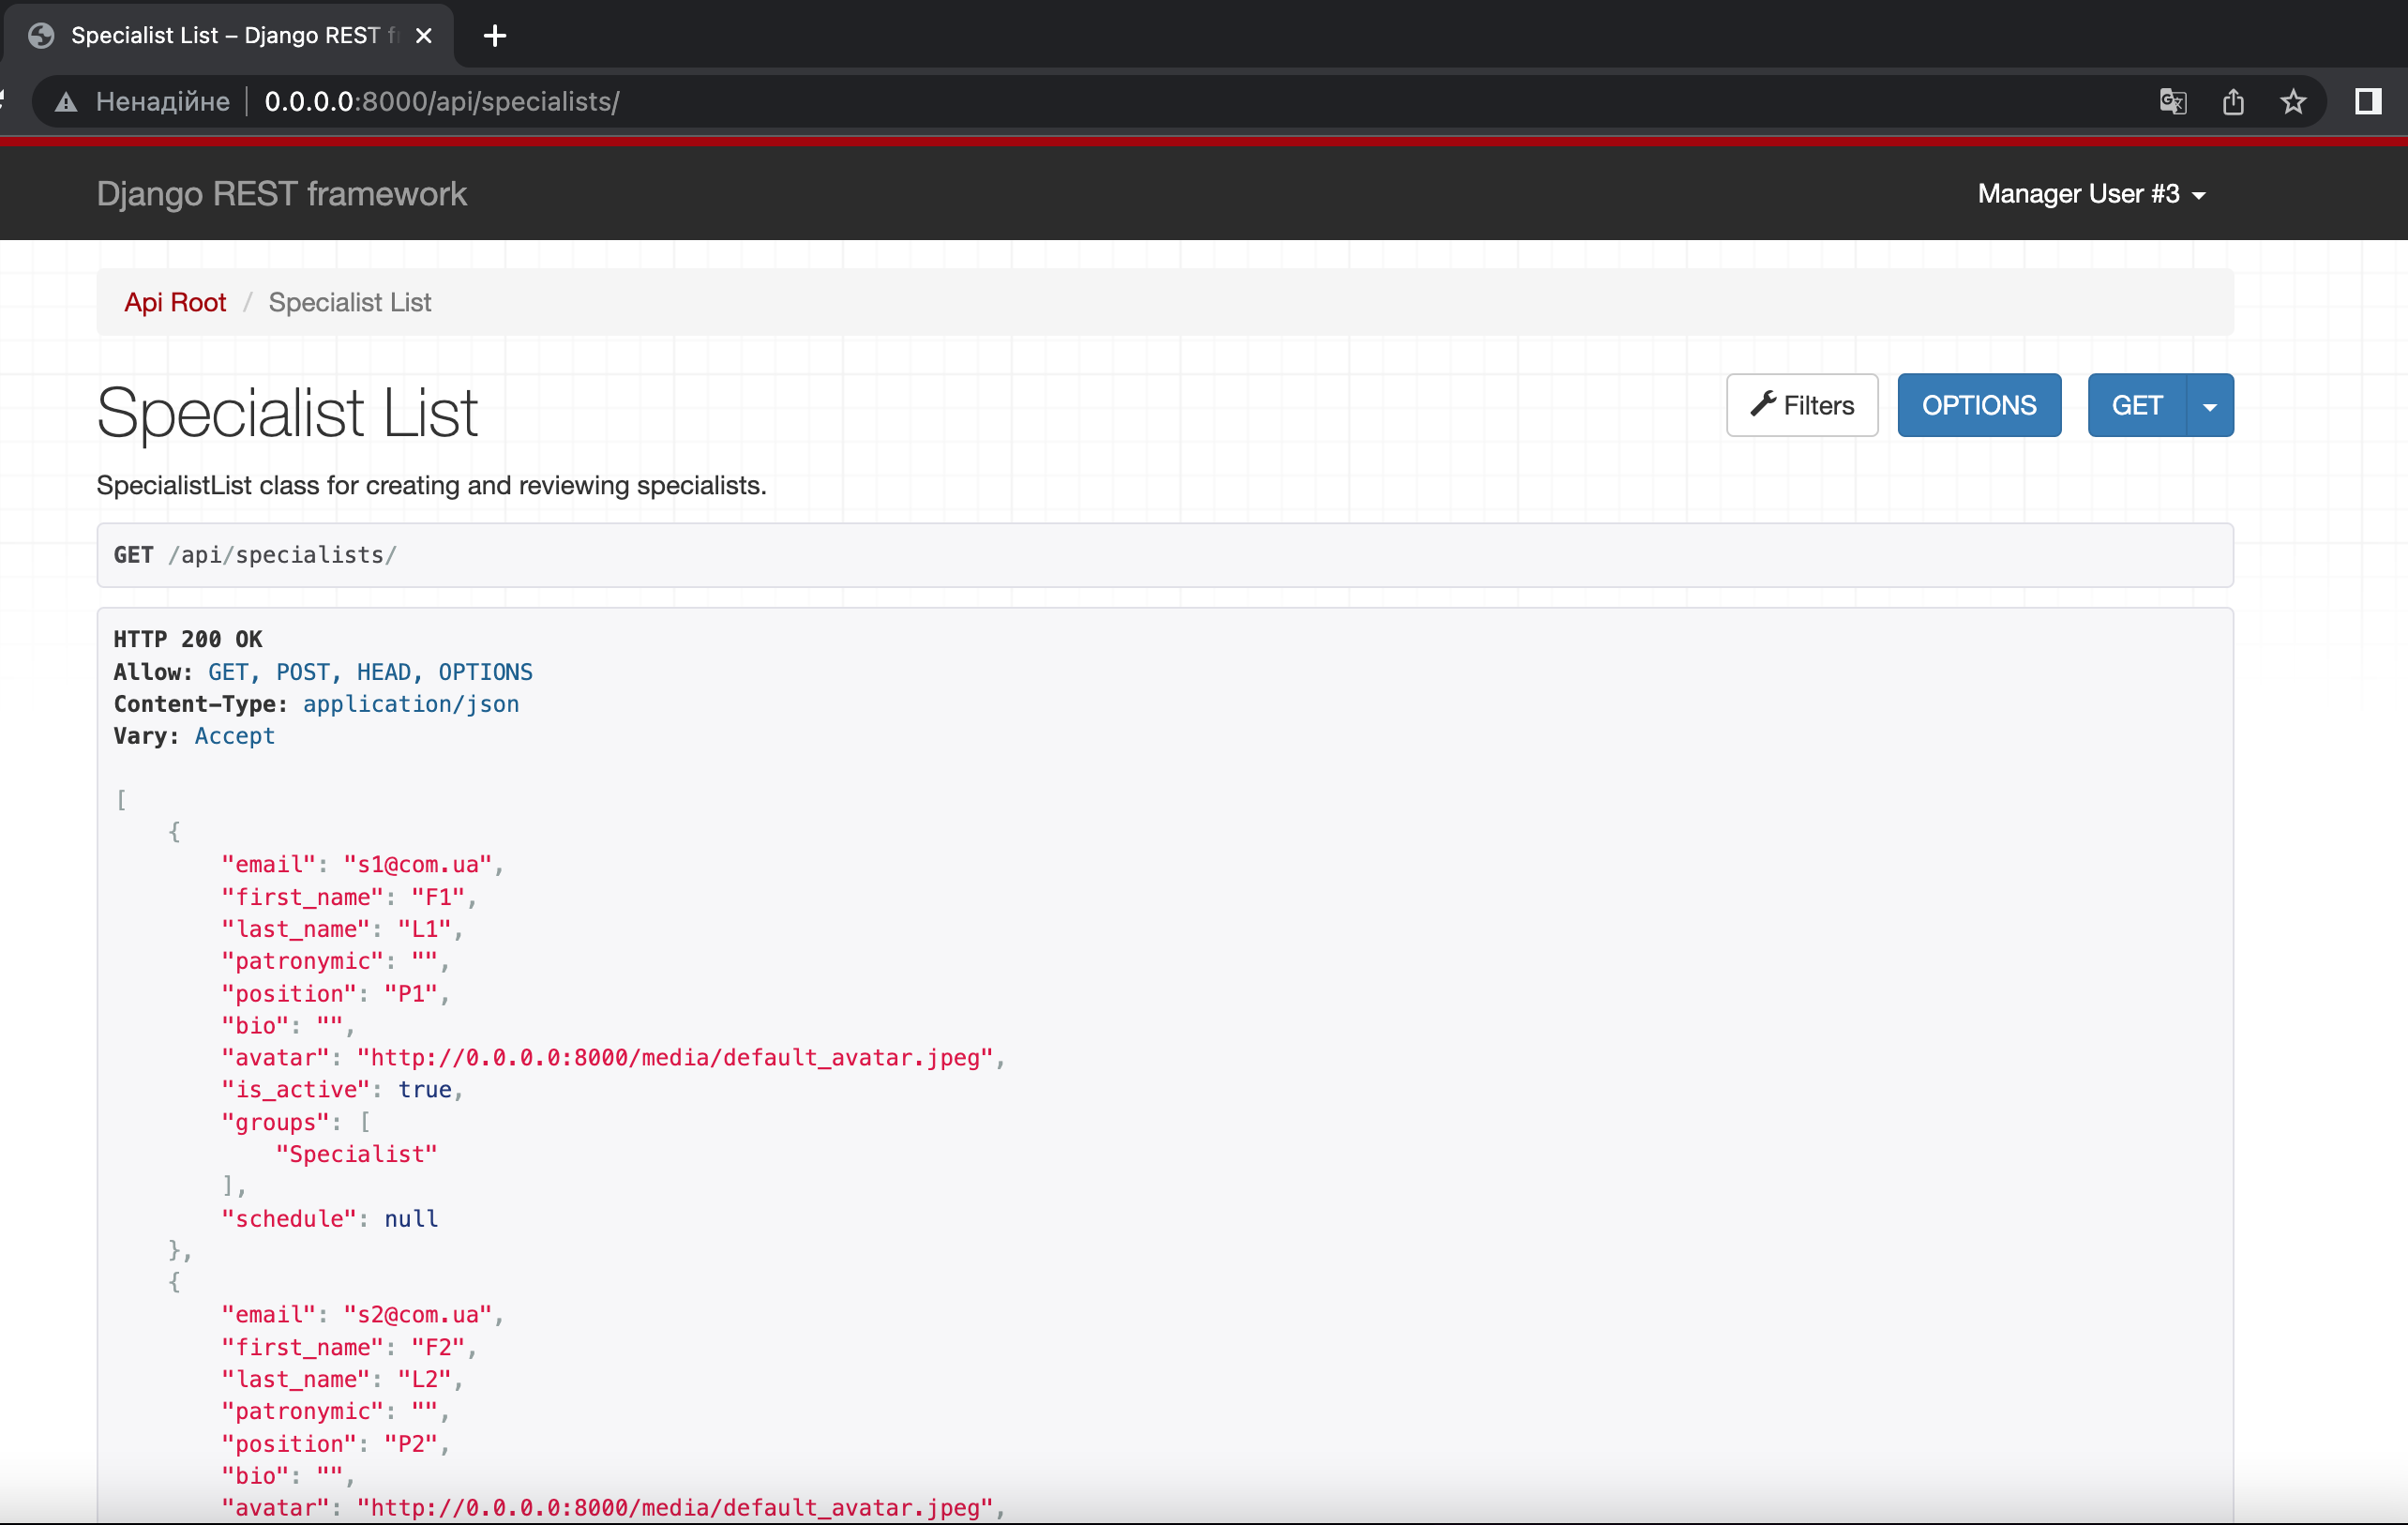 Specialist List – Django REST f
Ненадійне 0.0.0.0:8000/api/specialists/
Django REST framework
Manager User #3
Api Root / Specialist List
Specialist List
Filters
OPTIONS
GET
SpecialistList class for creating and reviewing specialists.
GET /api/specialists/
HTTP 200 OK
Allow: GET, POST, HEAD, OPTIONS
Content-Type: application/json
Vary: Accept
[
{
"email": "s1@com.ua",
"first_name": "F1",
"last_name": "L1",
"patronymic": "",
"position": "P1",
"bio": "",
"avatar": "http://0.0.0.0:8000/media/default_avatar.jpeg",
"is_active": true,
"groups": [
"Specialist"
],
"schedule": null
},
{
"email": "s2@com.ua",
"first_name": "F2",
"last_name": "L2",
"patronymic": "",
"position": "P2",
"bio": "",
"avatar": "http://0.0.0.0:8000/media/default_avatar.jpeg",